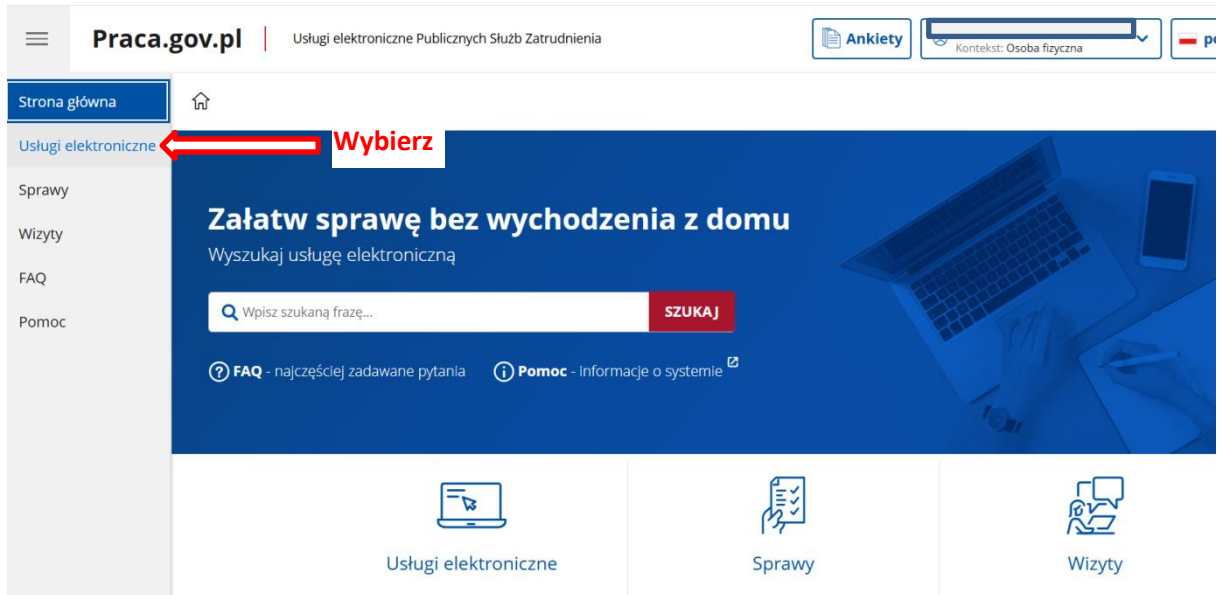 Praca.gov.pl
Usługi elektroniczne Publicznych Służb Zatrudnienia
Ankiety
Kontekst: Osoba fizyczna
Strona główna
Usługi elektroniczne
Wybierz
Sprawy
Wizyty
FAQ
Pomoc
Załatw sprawę bez wychodzenia z domu
Wyszukaj usługę elektroniczną
Wpisz szukaną frazę...
SZUKAJ
FAQ - najczęściej zadawane pytania
Pomoc - informacje o systemie
Usługi elektroniczne
Sprawy
Wizyty